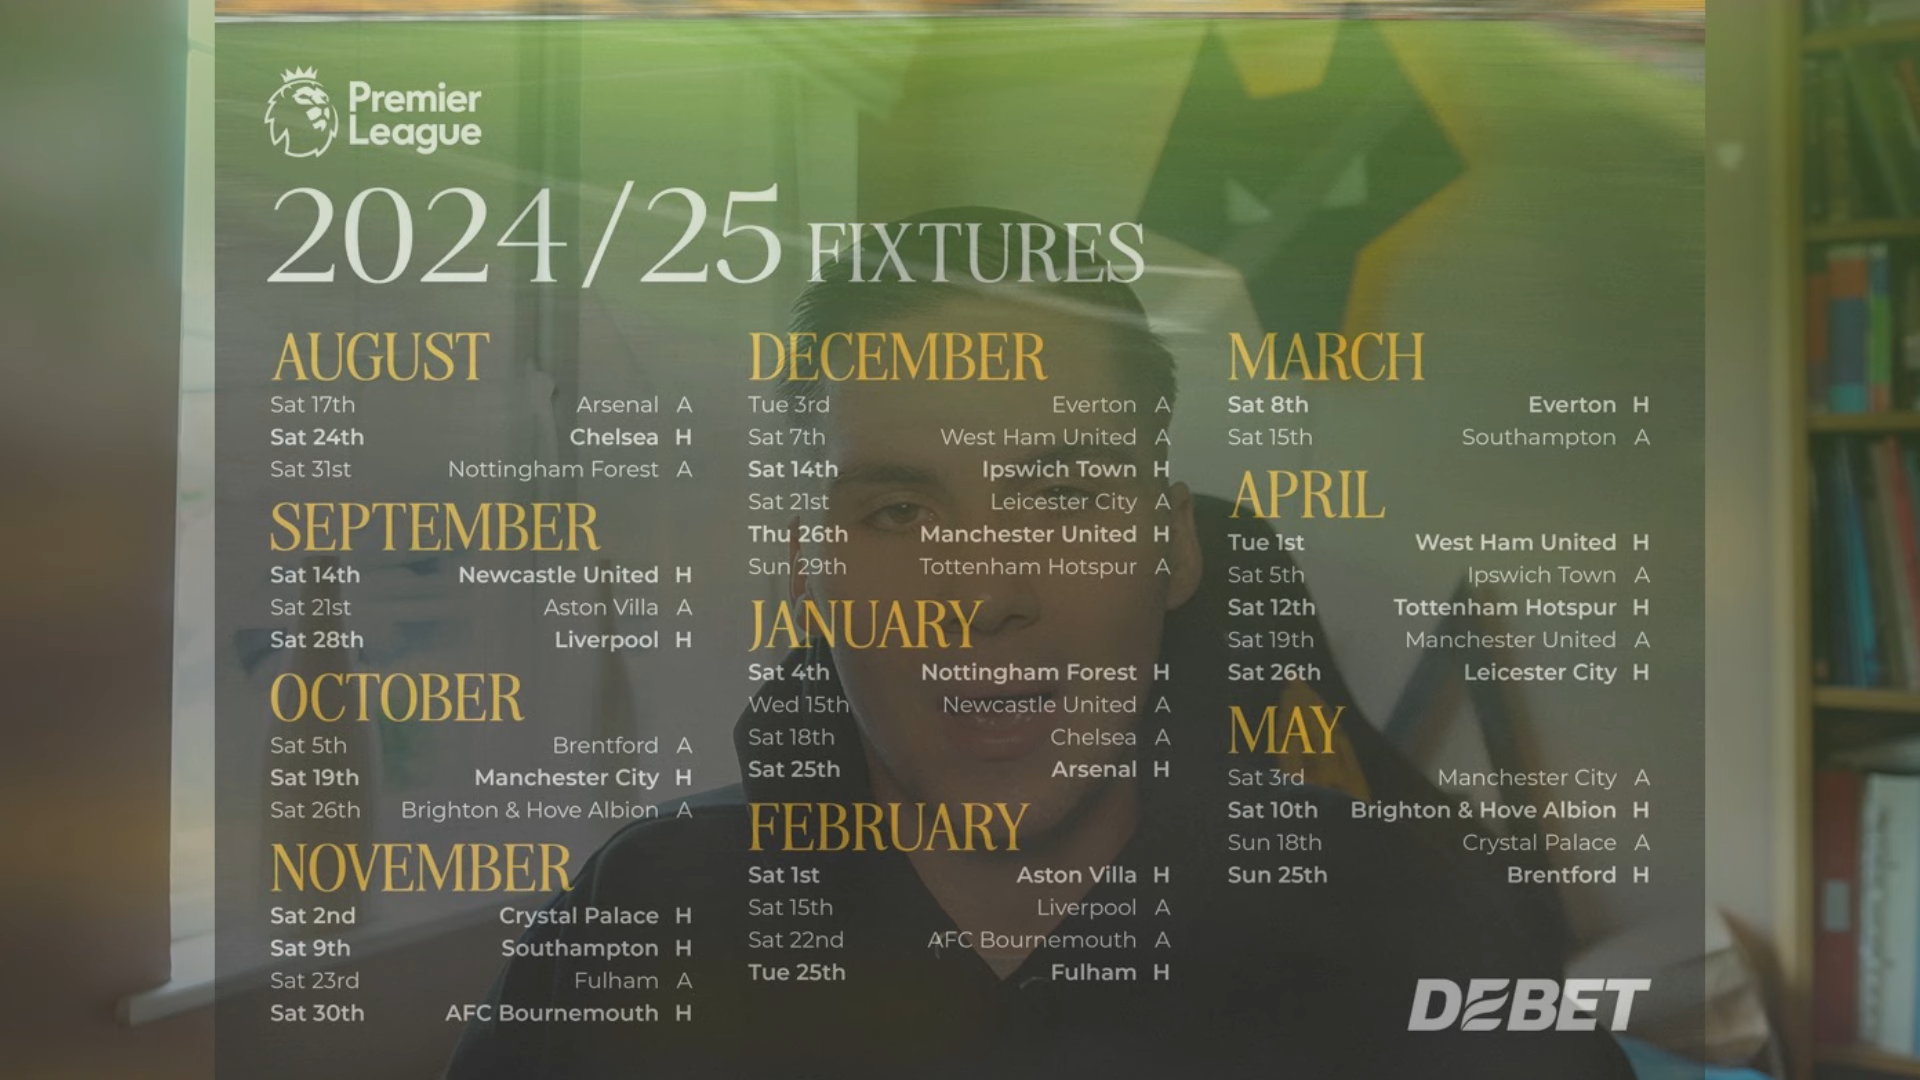 Premier
League
2024/25 FIXTURES
AUGUST
Sat 17th Arsenal A
Sat 24th Chelsea H
Sat 31st Nottingham Forest A
SEPTEMBER
Sat 14th Newcastle United H
Sat 21st Aston Villa A
Sat 28th Liverpool H
OCTOBER
Sat 5th Brentford A
Sat 19th Manchester City H
Sat 26th Brighton & Hove Albion A
NOVEMBER
Sat 2nd Crystal Palace H
Sat 9th Southampton H
Sat 23rd Fulham A
Sat 30th AFC Bournemouth H
DECEMBER
Tue 3rd Everton A
Sat 7th West Ham United A
Sat 14th Ipswich Town H
Sat 21st Leicester City A
Thu 26th Manchester United H
Sun 29th Tottenham Hotspur A
JANUARY
Sat 4th Nottingham Forest H
Wed 15th Newcastle United A
Sat 18th Chelsea A
Sat 25th Arsenal H
FEBRUARY
Sat 1st Aston Villa H
Sat 15th Liverpool A
Sat 22nd AFC Bournemouth A
Tue 25th Fulham H
MARCH
Sat 8th Everton H
Sat 15th Southampton A
APRIL
Tue 1st West Ham United H
Sat 5th Ipswich Town A
Sat 12th Tottenham Hotspur H
Sat 19th Manchester United A
Sat 26th Leicester City H
MAY
Sat 3rd Manchester City A
Sat 10th Brighton & Hove Albion H
Sun 18th Crystal Palace A
Sun 25th Brentford H
DEBET